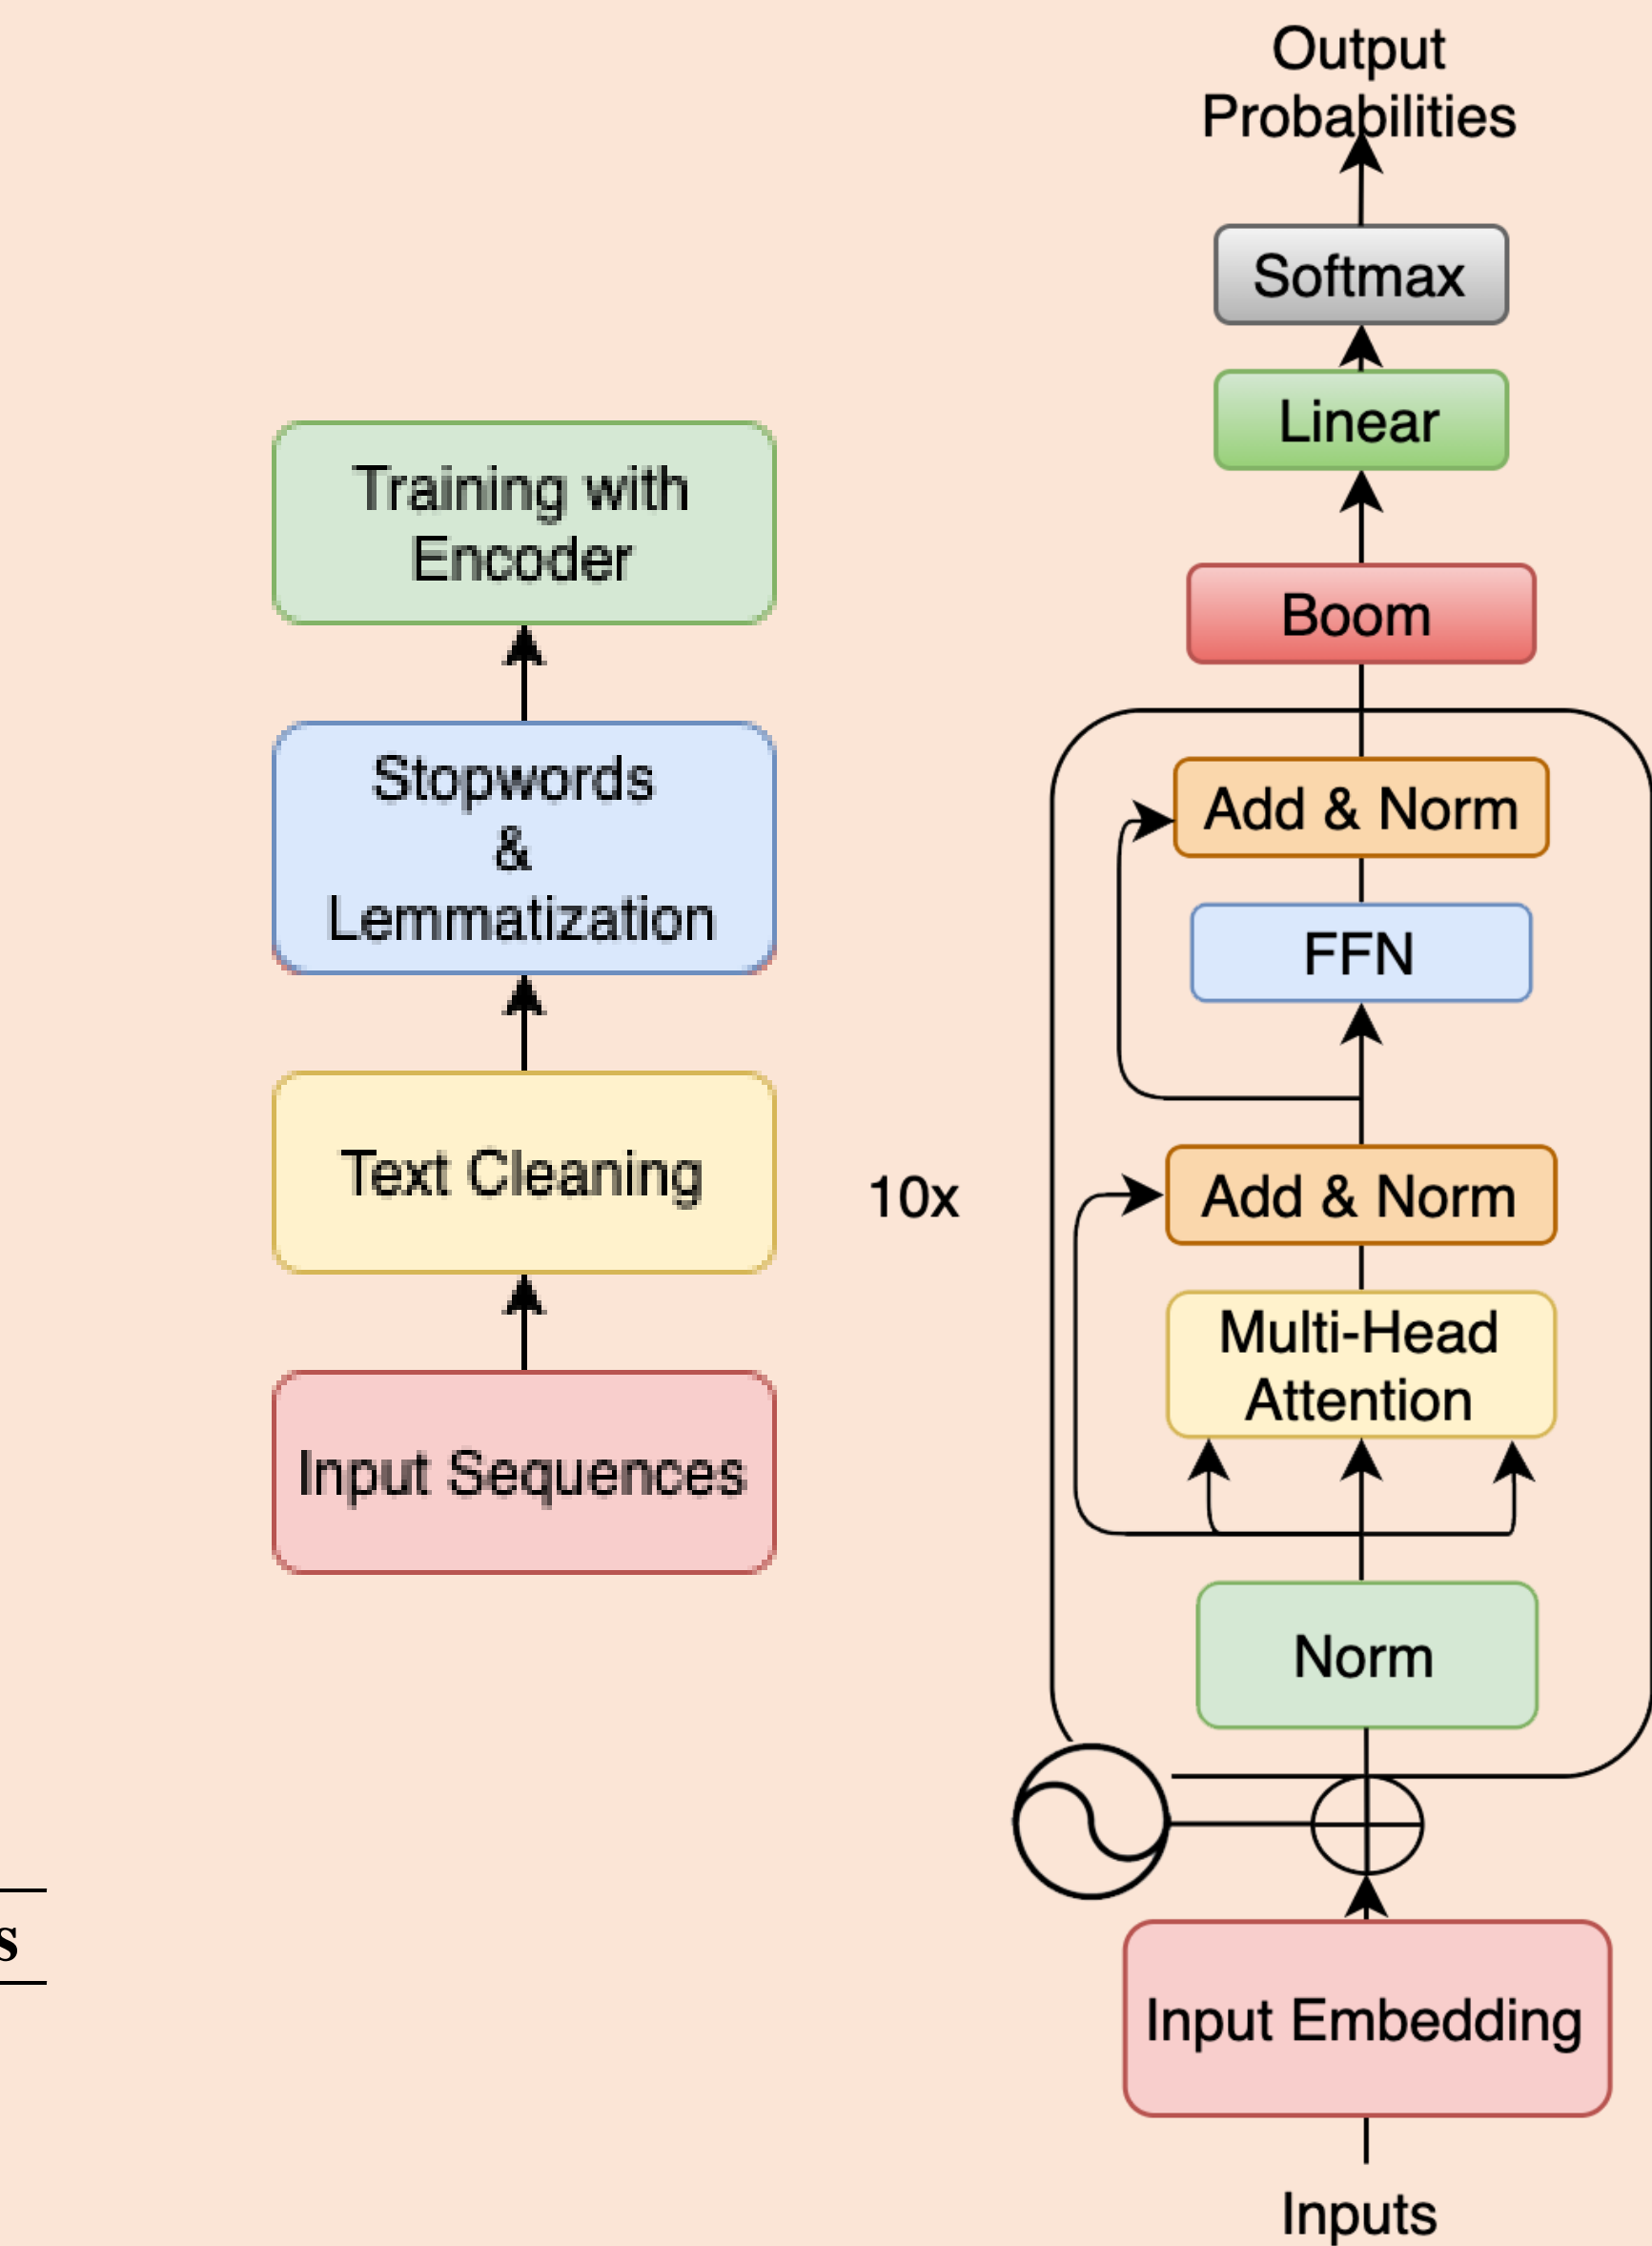 Training with
Encoder
Stopwords
&
Lemmatization
Text Cleaning
Input Sequences
s
10x
Output
Probabilities
Softmax
Linear
Boom
Add & Norm
FFN
Add & Norm
Multi-Head
Attention
Norm
Input Embedding
Inputs